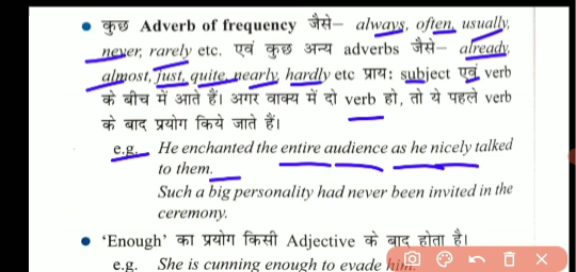 • कुछ Adverb of frequency जैसे– always, often, usually,
never, rarely etc. एवं कुछ अन्य adverbs जैसे– already,
almost, just, quite, nearly, hardly etc प्रायः subject एवं verb
के बीच में आते हैं। अगर वाक्य में दो verb हो, तो ये पहले verb
के बाद प्रयोग किये जाते हैं।
e.g. He enchanted the entire audience as he nicely talked
to them.
Such a big personality had never been invited in the
ceremony.
• ‘Enough’ का प्रयोग किसी Adjective के बाद होता है।
e.g. She is cunning enough to evade him.